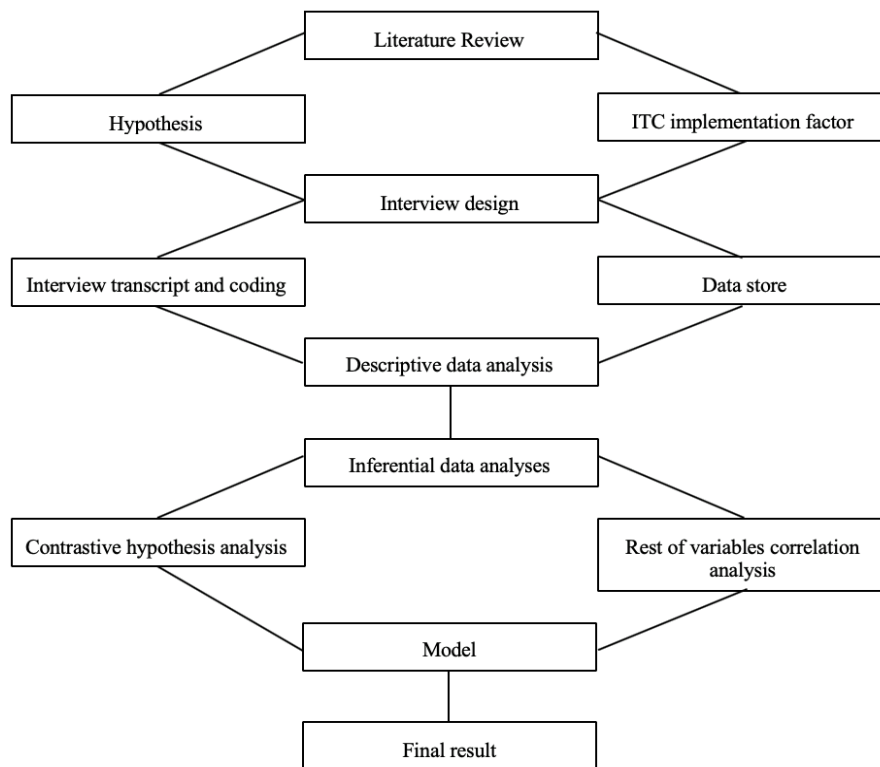 Literature Review
Hypothesis
ITC implementation factor
Interview design
Interview transcript and coding
Data store
Descriptive data analysis
Inferential data analyses
Contrastive hypothesis analysis
Rest of variables correlation
analysis
Model
Final result